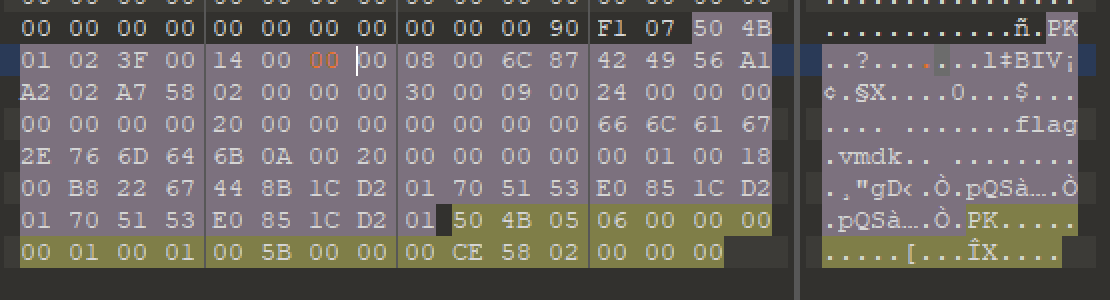 00 00 00 00 00 00 00 00 00 00 90 F1 07 50 4B ............ñ.PK
01 02 3F 00 14 00 00 00 08 00 6C 87 42 49 56 A1 ..?.......l‡BIV¡
A2 02 A7 58 02 00 00 00 30 00 09 00 24 00 00 00 ¢.§X....0...$...
00 00 00 00 20 00 00 00 00 00 00 00 66 6C 61 67 .... .......flag
2E 76 6D 64 6B 0A 00 20 00 00 00 00 00 01 00 18 .vmdk.. ........
00 B8 22 67 44 8B 1C D2 01 70 51 53 E0 85 1C D2 .¸"gD‹.Ò.pQSà….Ò
01 70 51 53 E0 85 1C D2 01 50 4B 05 06 00 00 00 .pQSà….Ò.PK.....
00 01 00 01 00 5B 00 00 00 CE 58 02 00 00 00 .....[...ÎX....